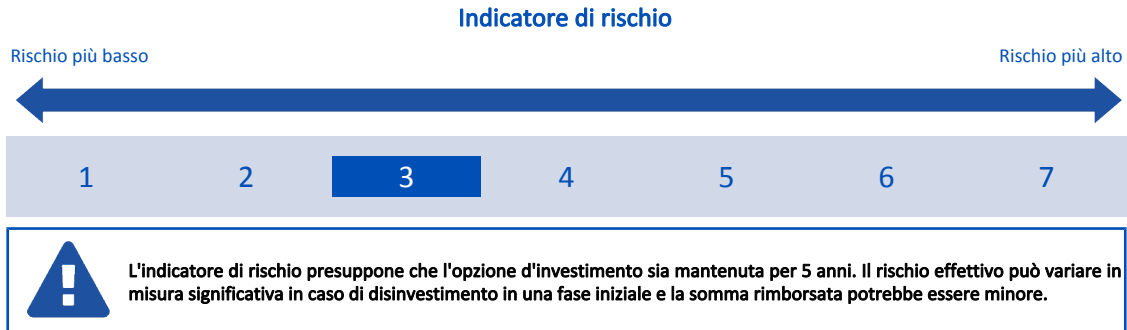 Indicatore di rischio
Rischio più basso
Rischio più alto
1 2 3 4 5 6 7
L'indicatore di rischio presuppone che l'opzione d'investimento sia mantenuta per 5 anni. Il rischio effettivo può variare in
misura significativa in caso di disinvestimento in una fase iniziale e la somma rimborsata potrebbe essere minore.